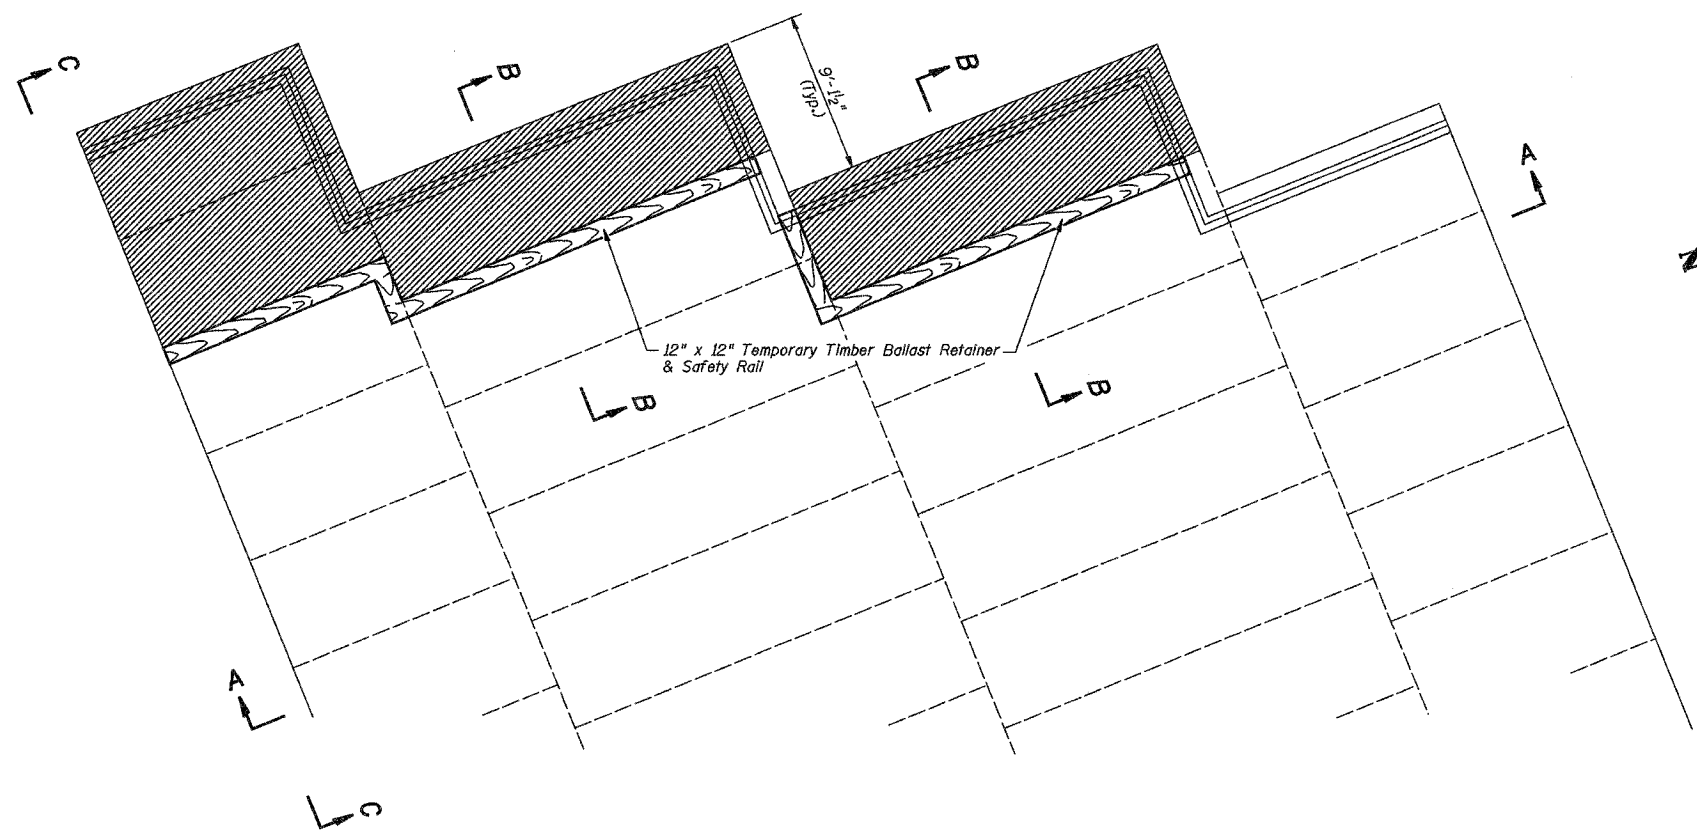 C
B
B
9'-1½"
(Typ.)
A
N
12" x 12" Temporary Timber Ballast Retainer
& Safety Rail
B
B
A
C